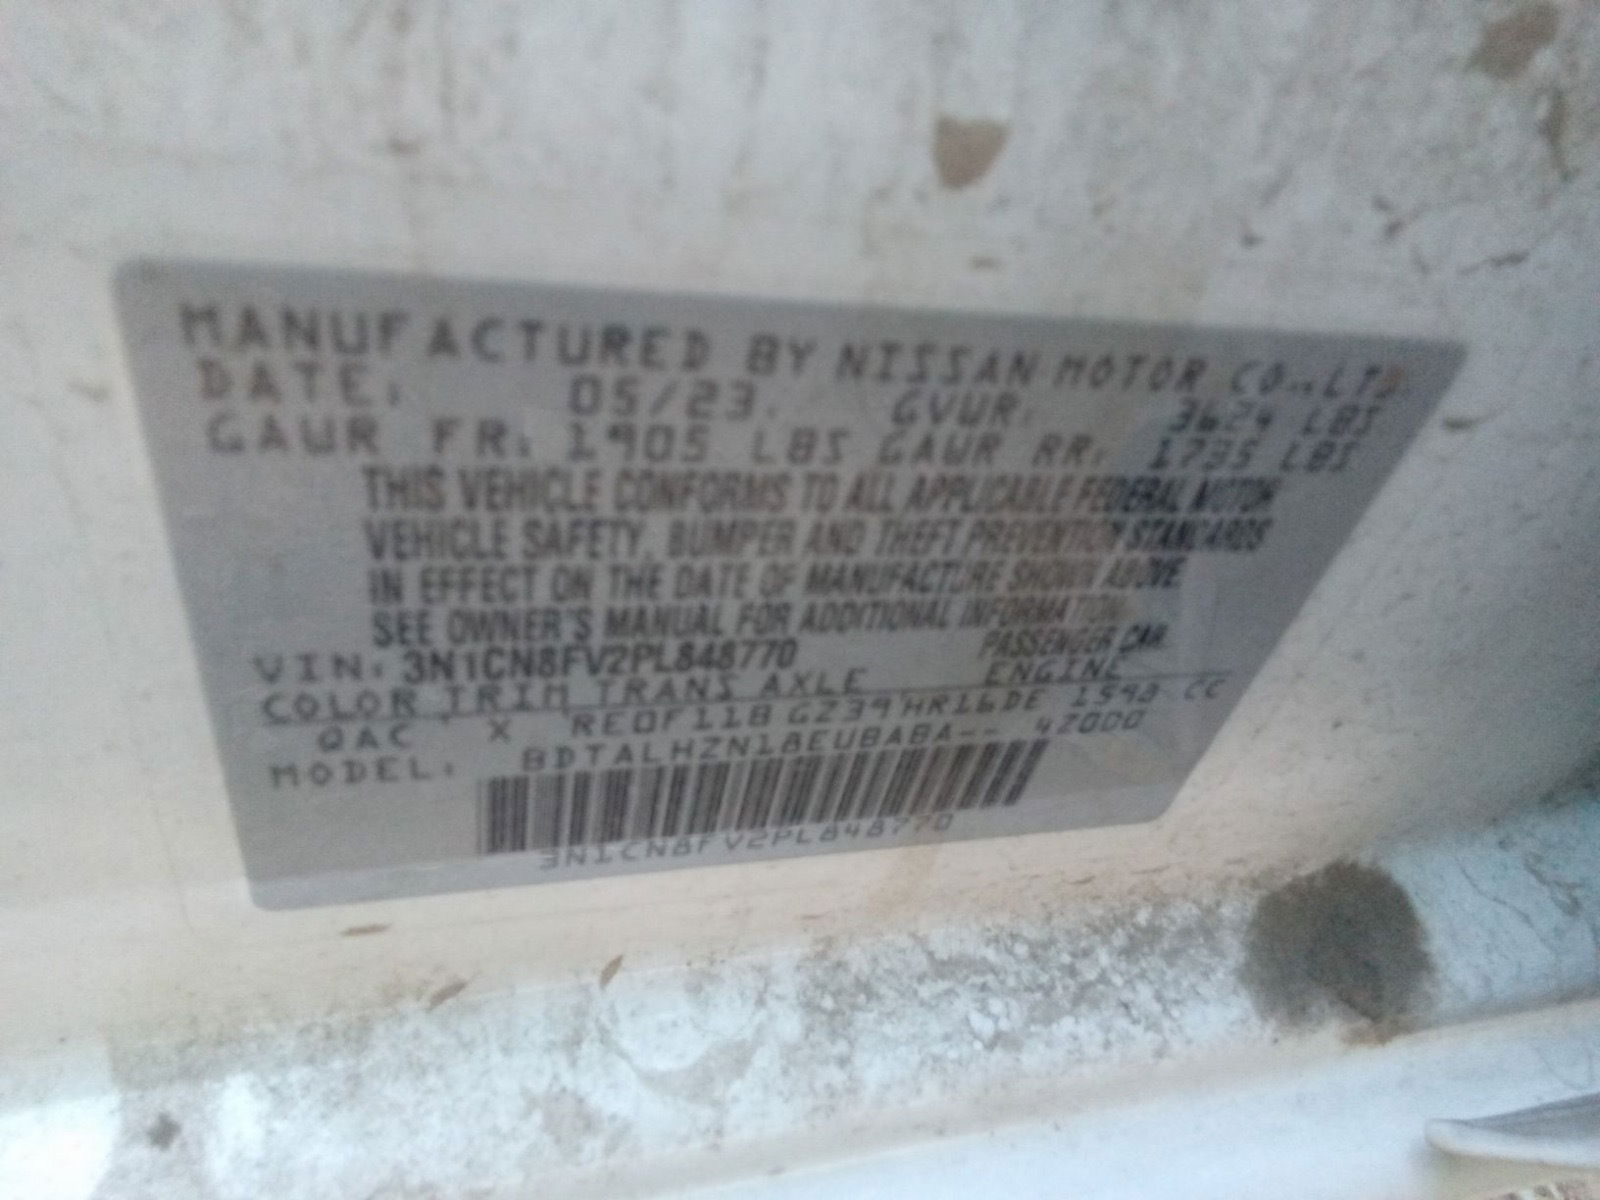 MANUFACTURED BY NISSAN MOTOR CO.,LTD
DATE: 05/23. GVWR: 3624 LBS
GAWR FR: 1905 LBS GAWR RR: 1735 LBS
THIS VEHICLE CONFORMS TO ALL APPLICABLE FEDERAL MOTOR
VEHICLE SAFETY, BUMPER AND THEFT PREVENTION STANDARDS
IN EFFECT ON THE DATE OF MANUFACTURE SHOWN ABOVE
SEE OWNER'S MANUAL FOR ADDITIONAL INFORMATION.
VIN: 3N1CN8FV2PL848770 PASSENGER CAR
COLOR TRIM TRANS AXLE ENGINE
QAC X RE0F11B GZ39 HR16DE 1598 CC
MODEL: BDTALHZN18EUBABA-- 42000
3N1CN8FV2PL848770